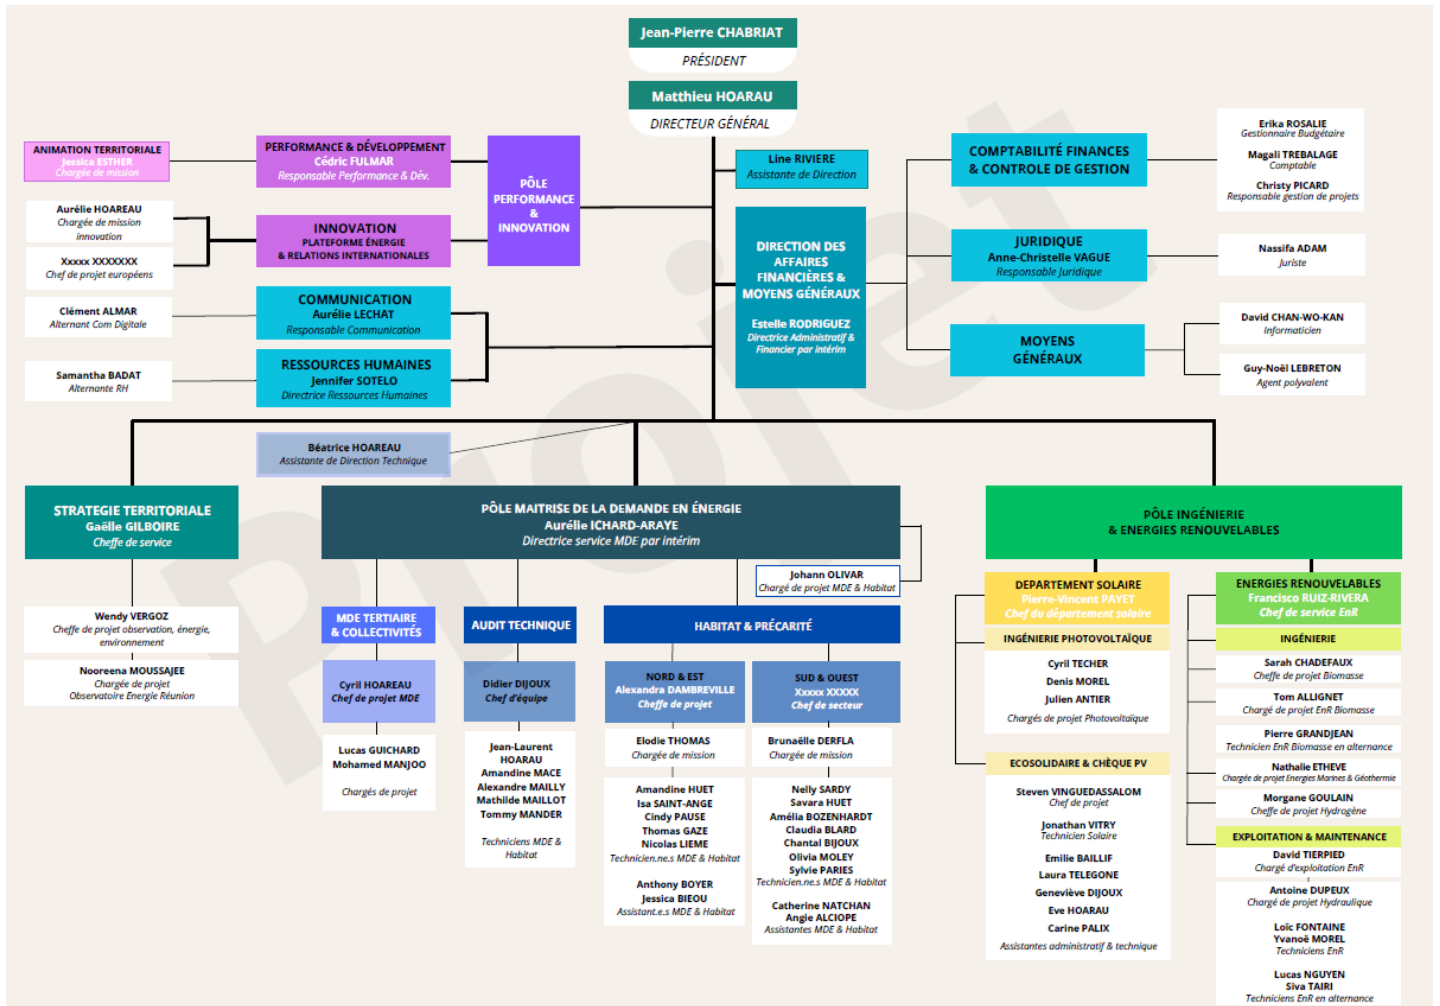 Jean-Pierre CHABRIAT
PRÉSIDENT
Matthieu HOARAU
DIRECTEUR GÉNÉRAL
ANIMATION TERRITORIALE
Jessica ESTHER
Chargée de mission
PERFORMANCE & DÉVELOPPEMENT
Cédric FULMAR
Responsable Performance & Dév.
PÔLE
PERFORMANCE
&
INNOVATION
Aurélie HOAREAU
Chargée de mission
innovation
Xxxxx XXXXXXX
Chef de projet européens
INNOVATION
PLATEFORME ÉNERGIE
& RELATIONS INTERNATIONALES
Clément ALMAR
Alternant Com Digitale
COMMUNICATION
Aurélie LECHAT
Responsable Communication
Samantha BADAT
Alternante RH
RESSOURCES HUMAINES
Jennifer SOTELO
Directrice Ressources Humaines
Line RIVIERE
Assistante de Direction
DIRECTION DES
AFFAIRES
FINANCIÈRES &
MOYENS GÉNÉRAUX
Estelle RODRIGUEZ
Directrice Administratif &
Financier par intérim
COMPTABILITÉ FINANCES
& CONTROLE DE GESTION
Erika ROSALIE
Gestionnaire Budgétaire
Magali TREBALAGE
Comptable
Christy PICARD
Responsable gestion de projets
JURIDIQUE
Anne-Christelle VAGUE
Responsable Juridique
Nassifa ADAM
Juriste
MOYENS
GÉNÉRAUX
David CHAN-WO-KAN
Informaticien
Guy-Noël LEBRETON
Agent polyvalent
Béatrice HOAREAU
Assistante de Direction Technique
STRATEGIE TERRITORIALE
Gaëlle GILBOIRE
Cheffe de service
Wendy VERGOZ
Cheffe de projet observation, énergie,
environnement
Nooreena MOUSSAJEE
Chargée de projet
Observatoire Energie Réunion
PÔLE MAITRISE DE LA DEMANDE EN ÉNERGIE
Aurélie ICHARD-ARAYE
Directrice service MDE par intérim
Johann OLIVAR
Chargé de projet MDE & Habitat
MDE TERTIAIRE
& COLLECTIVITÉS
Cyril HOAREAU
Chef de projet MDE
Lucas GUICHARD
Mohamed MANJOO
Chargés de projet
AUDIT TECHNIQUE
Didier DIJOUX
Chef d'équipe
Jean-Laurent
HOARAU
Amandine MACE
Alexandre MAILLY
Mathilde MAILLOT
Tommy MANDER
Techniciens MDE &
Habitat
HABITAT & PRÉCARITÉ
NORD & EST
Alexandra DAMBREVILLE
Cheffe de projet
Elodie THOMAS
Chargée de mission
Amandine HUET
Isa SAINT-ANGE
Cindy PAUSE
Thomas GAZE
Nicolas LIEME
Technicien.ne.s MDE & Habitat
Anthony BOYER
Jessica BIEOU
Assistant.e.s MDE & Habitat
SUD & OUEST
Xxxxx XXXXX
Chef de secteur
Brunaëlle DERFLA
Chargée de mission
Nelly SARDY
Savara HUET
Amélia BOZENHARDT
Claudia BLARD
Chantal BIJOUX
Olivia MOLEY
Sylvie PARIES
Technicien.ne.s MDE & Habitat
Catherine NATCHAN
Angie ALCIOPE
Assistantes MDE & Habitat
PÔLE INGÉNIERIE
& ENERGIES RENOUVELABLES
DEPARTEMENT SOLAIRE
Pierre-Vincent PAYET
Chef du département solaire
INGÉNIERIE PHOTOVOLTAÏQUE
Cyril TECHER
Denis MOREL
Julien ANTIER
Chargés de projet Photovoltaïque
ECOSOLIDAIRE & CHÈQUE PV
Steven VINGUEDASSALOM
Chef de projet
Jonathan VITRY
Technicien Solaire
Emilie BAILLIF
Laura TELEGONE
Geneviève DIJOUX
Eve HOARAU
Carine PALIX
Assistantes administratif & technique
ENERGIES RENOUVELABLES
Francisco RUIZ-RIVERA
Chef de service EnR
INGÉNIERIE
Sarah CHADEFAUX
Cheffe de projet Biomasse
Tom ALLIGNET
Chargé de projet EnR Biomasse
Pierre GRANDJEAN
Technicien EnR Biomasse en alternance
Nathalie ETHEVE
Chargée de projet Energies Marines & Géothermie
Morgane GOULAIN
Cheffe de projet Hydrogène
EXPLOITATION & MAINTENANCE
David TIERPIED
Chargé d'exploitation EnR
Antoine DUPEUX
Chargé de projet Hydraulique
Loïc FONTAINE
Yvanoë MOREL
Techniciens EnR
Lucas NGUYEN
Siva TAIRI
Techniciens EnR en alternance
Projet